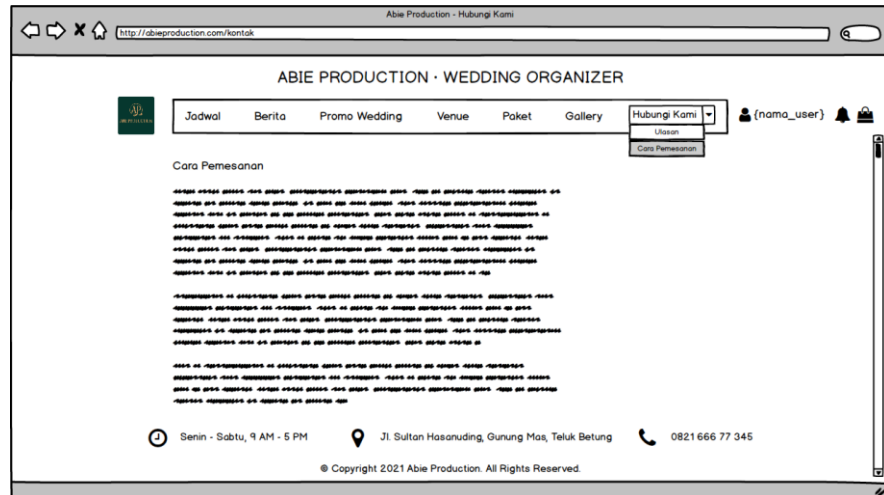 Abie Production - Hubungi Kami
http://abieproduction.com/kontak
ABIE PRODUCTION · WEDDING ORGANIZER
Jadwal Berita Promo Wedding Venue Paket Gallery Hubungi Kami {nama_user}
Ulasan
Cara Pemesanan
Cara Pemesanan
Senin - Sabtu, 9 AM - 5 PM Jl. Sultan Hasanuding, Gunung Mas, Teluk Betung 0821 666 77 345
© Copyright 2021 Abie Production. All Rights Reserved.